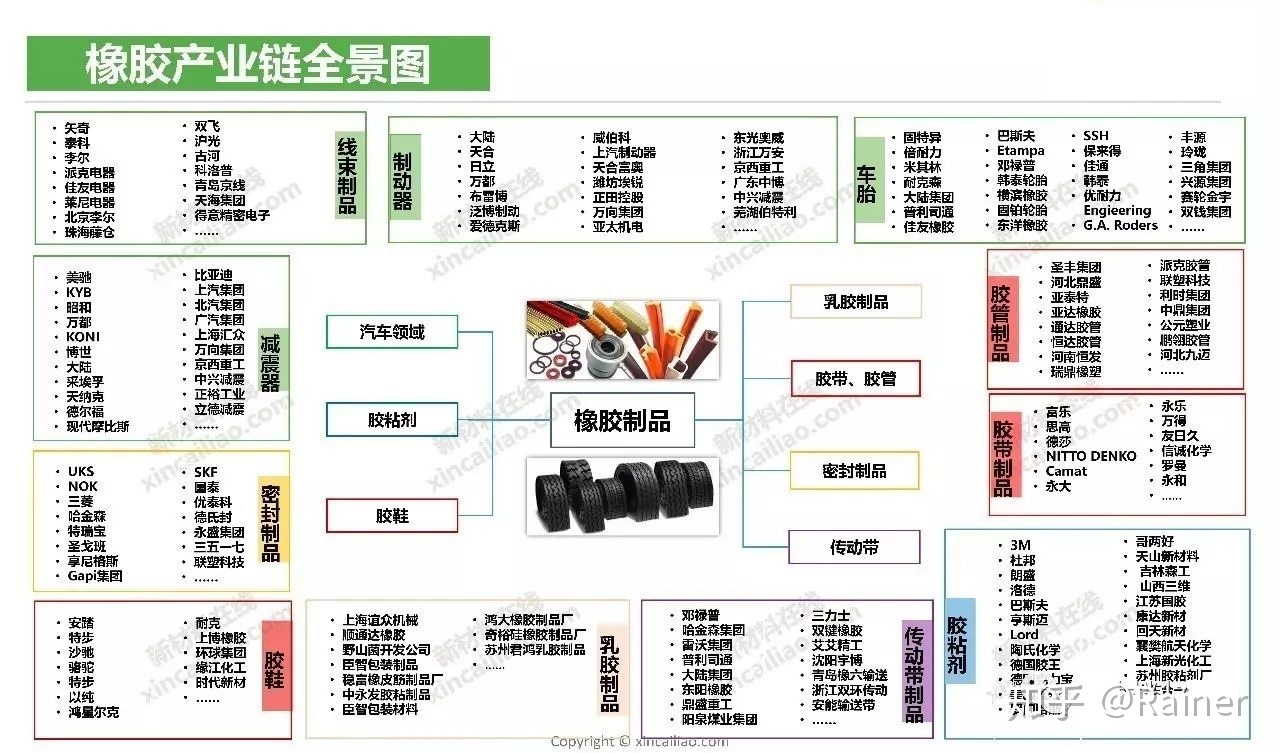 橡胶产业链全景图
矢奇
泰科
李尔
派克电器
佳友电器
莱尼电器
北京李尔
珠海藤仓
双飞
沪光
古河
科洛普
青岛京线
天海集团
得意精密电子
......
线束制品
制动器
大陆
天合
日立
万都
布雷博
泛博制动
爱德克斯
威伯科
上汽制动器
天合富奥
潍坊埃锐
正田控股
万向集团
亚太机电
东光奥威
浙江万安
京西重工
广东中博
中兴减震
芜湖伯特利
......
车胎
固特异
倍耐力
米其林
耐克森
大陆集团
普利司通
佳友橡胶
巴斯夫
Etampa
邓禄普
韩泰轮胎
横滨橡胶
固铂轮胎
东洋橡胶
SSH
保来得
佳通
韩泰
优耐力
Engieering
G.A. Roders
丰源
玲珑
三角集团
兴源集团
赛轮金宇
双钱集团
......
美驰
KYB
昭和
万都
KONI
博世
大陆
采埃孚
天纳克
德尔福
现代摩比斯
比亚迪
上汽集团
北汽集团
广汽集团
上海汇众
万向集团
京西重工
中兴减震
正裕工业
立德减震
......
减震器
汽车领域
胶粘剂
胶鞋
橡胶制品
乳胶制品
胶带、胶管
密封制品
传动带
胶管制品
圣丰集团
河北鼎盛
亚泰特
亚达橡胶
通达胶管
恒达胶管
河南恒发
瑞鼎橡塑
派克胶管
联塑科技
利时集团
中鼎集团
公元塑业
鹏翎胶管
河北九迈
......
胶带制品
富乐
思高
德莎
NITTO DENKO
Camat
永大
永乐
万得
友日久
信诚化学
罗曼
永和
......
UKS
NOK
三菱
哈金森
特瑞宝
圣戈班
享尼格斯
Gapi集团
SKF
国泰
优泰科
德氏封
永盛集团
三五一七
联塑科技
......
密封制品
安踏
特步
沙驰
骆驼
特步
以纯
鸿星尔克
耐克
上博橡胶
环球集团
缘江化工
时代新材
......
胶鞋
上海谊众机械
顺通达橡胶
野山菌开发公司
臣智包装制品
稳富橡皮筋制品厂
中永发胶粘制品
臣智包装材料
鸿大橡胶制品厂
奇裕硅橡胶制品厂
苏州君鸿乳胶制品
......
乳胶制品
邓禄普
哈金森集团
雷沃集团
普利司通
大陆集团
东阳橡胶
鼎盛重工
阳泉煤业集团
三力士
双键橡胶
艾艾精工
沈阳宇博
青岛橡六输送
浙江双环传动
安能输送带
......
传动带制品
胶粘剂
3M
杜邦
朗盛
洛德
巴斯夫
亨斯迈
Lord
陶氏化学
德国胶王
哥两好
天山新材料
吉林森工
山西三维
江苏国胶
康达新材
回天新材
襄樊航天化学
上海新光化工
苏州胶粘剂厂
知乎 @Rainer
新材料在线
xincailiao.com
Copyright © xincailiao.com